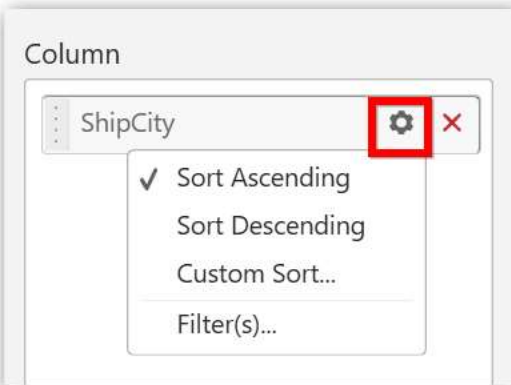 Column
ShipCity
Sort Ascending
Sort Descending
Custom Sort...
Filter(s)...